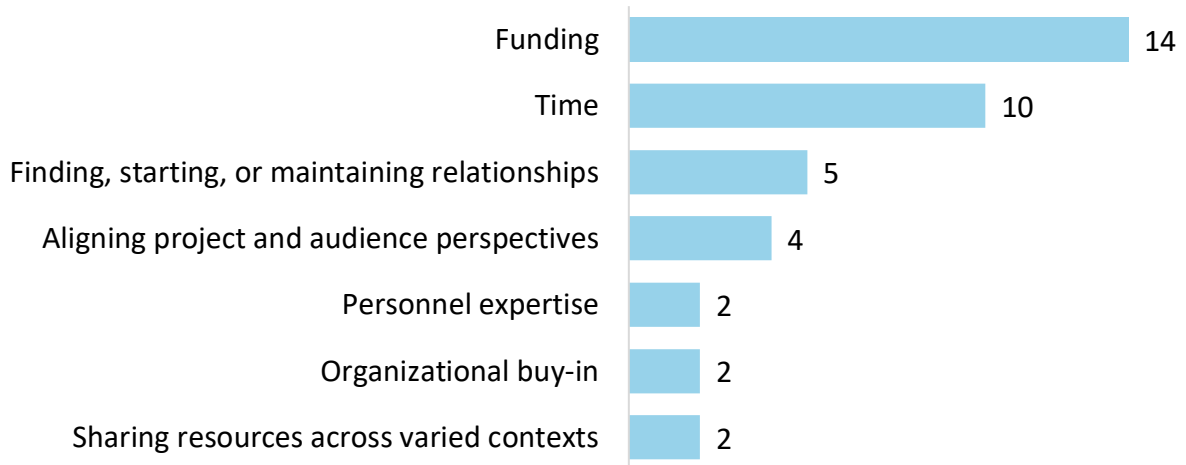 Funding 14
Time 10
Finding, starting, or maintaining relationships 5
Aligning project and audience perspectives 4
Personnel expertise 2
Organizational buy-in 2
Sharing resources across varied contexts 2